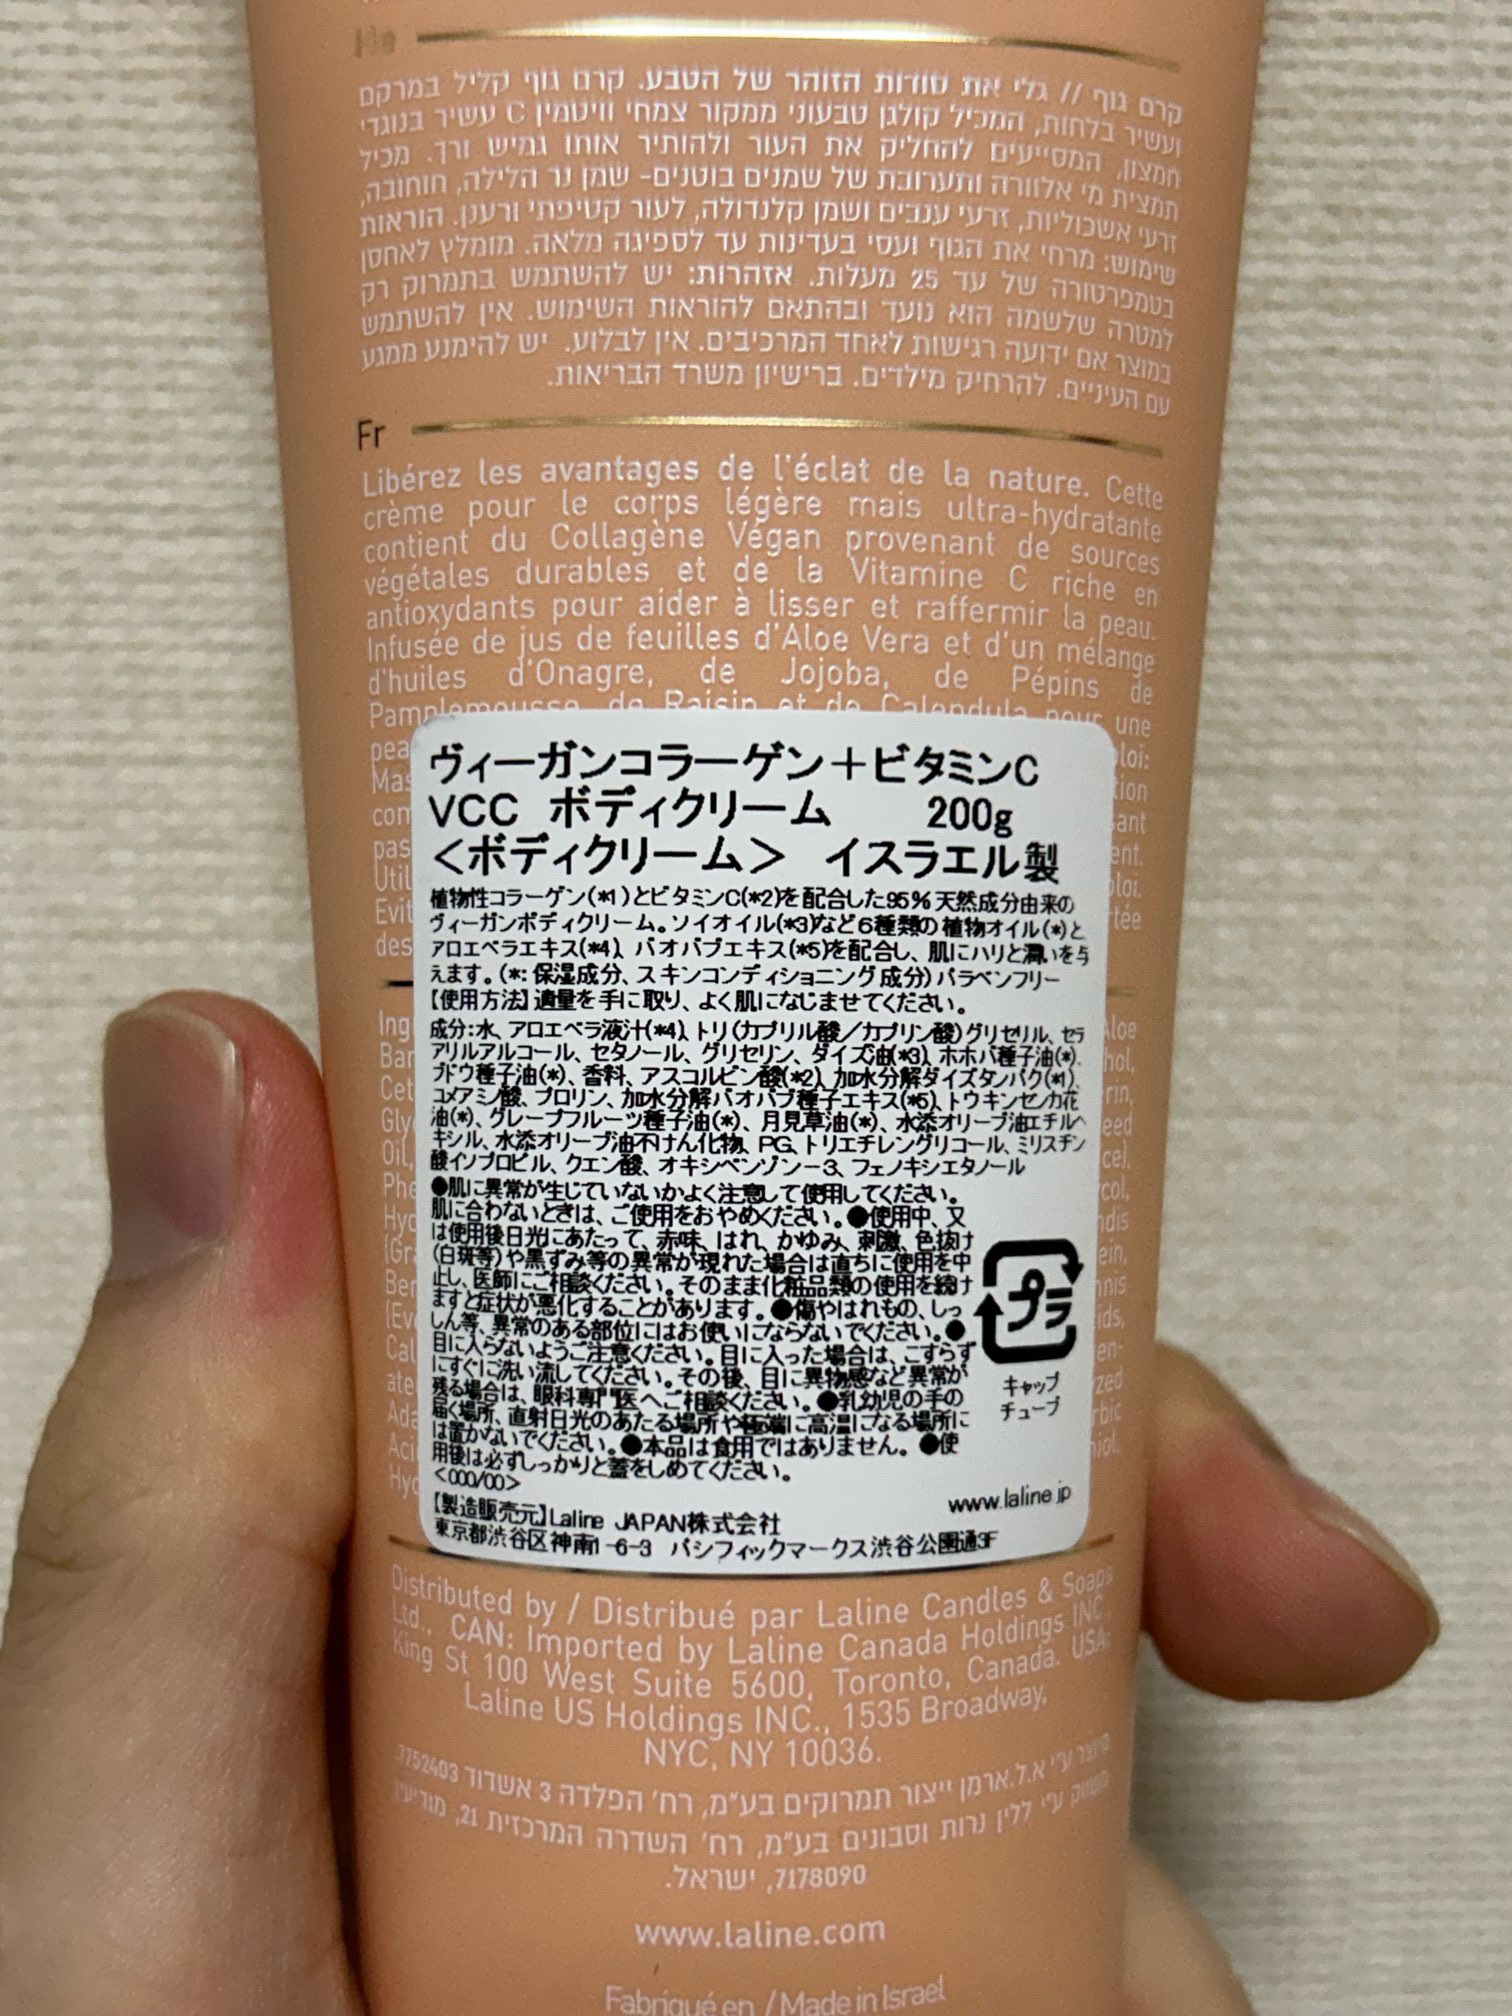 He
קרם גוף // גלי את סודות הזוהר של הטבע. קרם גוף קליל במרקם
ועשיר בלחות, המכיל קולגן טבעוני ממקור צמחי וויטמין C עשיר בנוגדי
חמצון, המסייעים להחליק את העור ולהותיר אותו גמיש ורך. מכיל
תמצית מי אלוורה ותערובת של שמנים בוטנים- שמן נר הלילה, חוחובה,
זרעי אשכוליות, זרעי ענבים ושמן קלנדולה, לעור קטיפתי ורענן. הוראות
שימוש: מרחי את הגוף ועסי בעדינות עד לספיגה מלאה. מומלץ לאחסן
בטמפרטורה של עד 25 מעלות. אזהרות: יש להשתמש בתמרוק רק
למטרה שלשמה הוא נועד ובהתאם להוראות השימוש. אין להשתמש
במוצר אם ידועה רגישות לאחד המרכיבים. אין לבלוע. יש להימנע ממגע
עם העיניים. להרחיק מילדים. ברישיון משרד הבריאות.
Fr
Libérez les avantages de l'éclat de la nature. Cette
crème pour le corps légère mais ultra-hydratante
contient du Collagène Végan provenant de sources
végétales durables et de la Vitamine C riche en
antioxydants pour aider à lisser et raffermir la peau.
Infusée de jus de feuilles d'Aloe Vera et d'un mélange
d'huiles d'Onagre, de Jojoba, de Pépins de
Pamplemousse, de Raisin et de Calendula pour une
ヴィーガンコラーゲン＋ビタミンC
VCC ボディクリーム 200g
＜ボディクリーム＞ イスラエル製
植物性コラーゲン(*1)とビタミンC(*2)を配合した95％天然成分由来の
ヴィーガンボディクリーム。ソイオイル(*3)など6種類の植物オイル(*)と
アロエベラエキス(*4)、バオバブエキス(*5)を配合し、肌にハリと潤いを与
えます。(*:保湿成分、スキンコンディショニング成分)パラベンフリー
【使用方法】適量を手に取り、よく肌になじませてください。
成分:水、アロエベラ液汁(*4)、トリ(カプリル酸／カプリン酸)グリセリル、セテ
アリルアルコール、セタノール、グリセリン、ダイズ油(*3)、ホホバ種子油(*)、
ブドウ種子油(*)、香料、アスコルビン酸(*2)、加水分解ダイズタンパク(*1)、
コメアミノ酸、プロリン、加水分解バオバブ種子エキス(*5)、トウキンセンカ花
油(*)、グレープフルーツ種子油(*)、月見草油(*)、水添オリーブ油エチルヘ
キシル、水添オリーブ油不けん化物、PG、トリエチレングリコール、ミリスチン
酸イソプロピル、クエン酸、オキシベンゾン－3、フェノキシエタノール
●肌に異常が生じていないかよく注意して使用してください。
肌に合わないときは、ご使用をおやめください。●使用中、又
は使用後日光にあたって、赤味、はれ、かゆみ、刺激、色抜け
(白斑等)や黒ずみ等の異常が現れた場合は直ちに使用を中
止し、医師にご相談ください。そのまま化粧品類の使用を続け
ますと症状が悪化することがあります。●傷やはれもの、しっ
しん等、異常のある部位にはお使いにならないでください。●
目に入らないようご注意ください。目に入った場合は、こすらず
にすぐに洗い流してください。その後、目に異物感など異常が
残る場合は、眼科専門医へご相談ください。●乳幼児の手の
届く場所、直射日光のあたる場所や極端に高温になる場所に
は置かないでください。●本品は食用ではありません。●使
用後は必ずしっかりと蓋をしめてください。
＜000/00＞
プラ
キャップ
チューブ
【製造販売元】Laline JAPAN株式会社
www.laline.jp
東京都渋谷区神南1-6-3 パシフィックマークス渋谷公園通3F
Distributed by / Distribué par Laline Candles & Soaps
Ltd., CAN: Imported by Laline Canada Holdings INC.,
King St 100 West Suite 5600, Toronto, Canada. USA:
Laline US Holdings INC., 1535 Broadway,
NYC, NY 10036.
מיוצר ע"י א.ל.ארמן ייצור תמרוקים בע"מ, רח' הפלדה 3 אשדוד 7752403.
משווק ע"י ללין נרות וסבונים בע"מ, רח' השדרה המרכזית 21, מודיעין
7178090, ישראל.
www.laline.com
Fabriqué en / Made in Israel